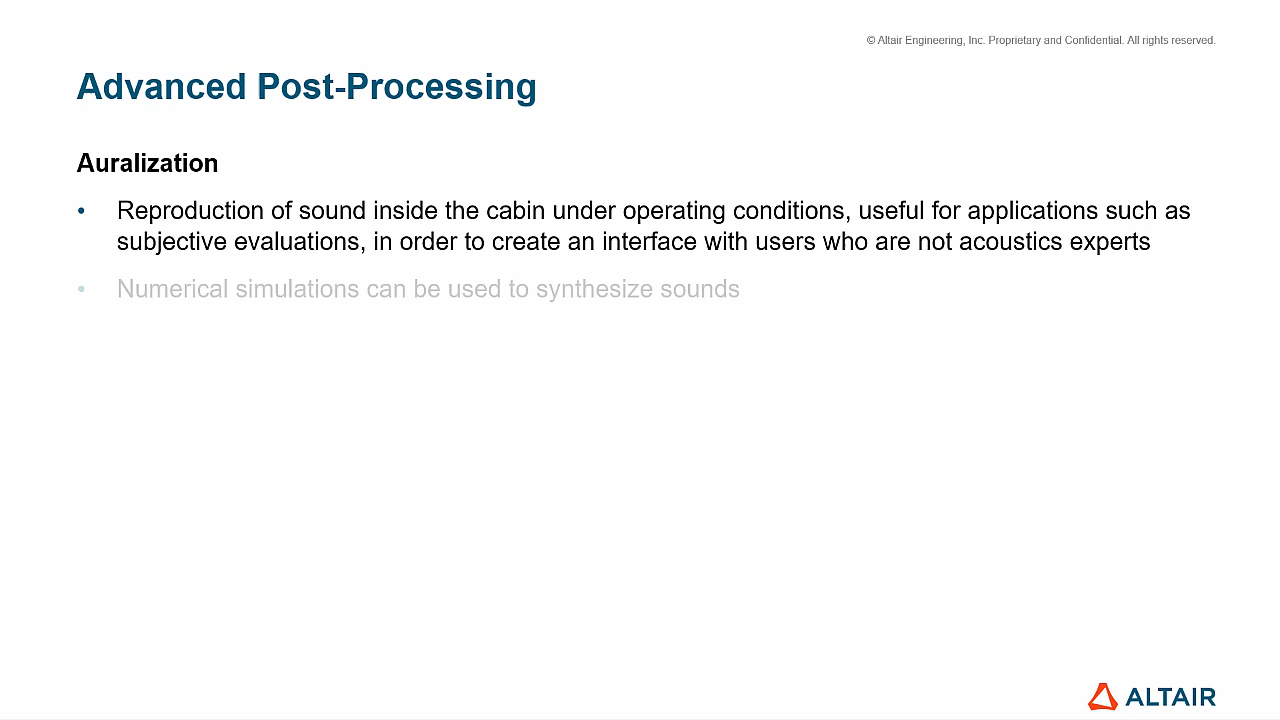 © Altair Engineering, Inc. Proprietary and Confidential. All rights reserved.
Advanced Post-Processing
Auralization
• Reproduction of sound inside the cabin under operating conditions, useful for applications such as
subjective evaluations, in order to create an interface with users who are not acoustics experts
• Numerical simulations can be used to synthesize sounds
ALTAIR